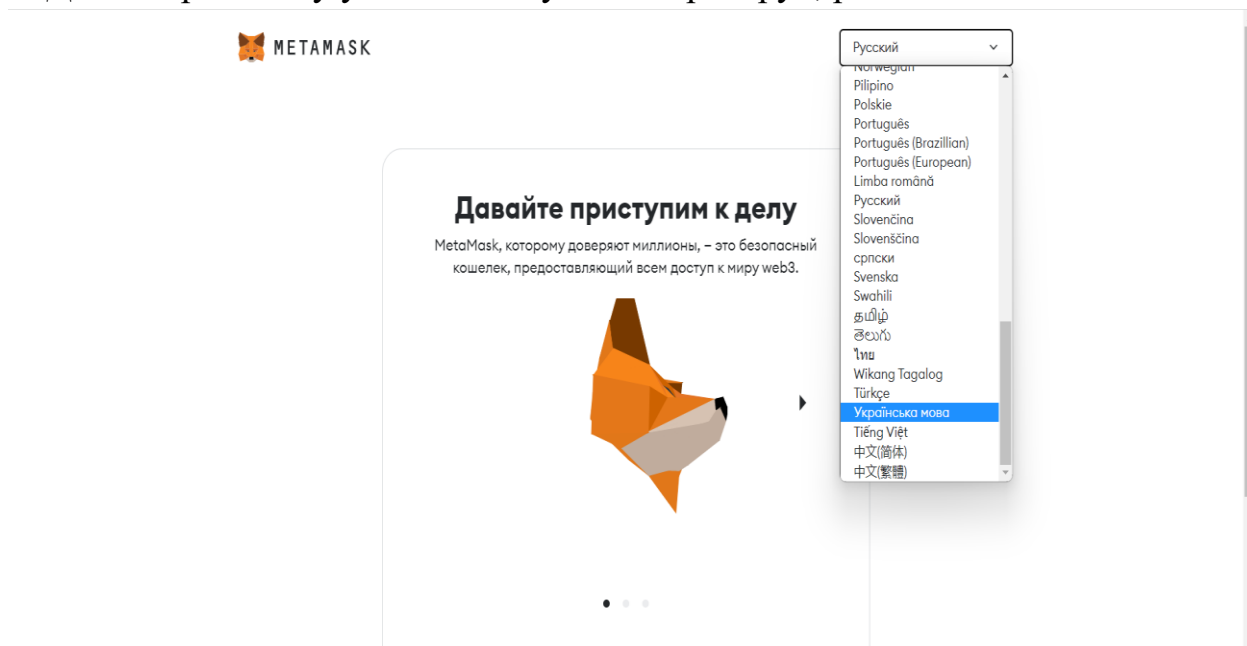 METAMASK
Русский
Norwegian
Pilipino
Polskie
Português
Português (Brazillian)
Português (European)
Limba română
Русский
Slovenčina
Slovenščina
српски
Svenska
Swahili
தமிழ்
తెలుగు
ไทย
Wikang Tagalog
Türkçe
Українська мова
Tiếng Việt
中文(简体)
中文(繁體)
Давайте приступим к делу
MetaMask, которому доверяют миллионы, – это безопасный
кошелек, предоставляющий всем доступ к миру web3.